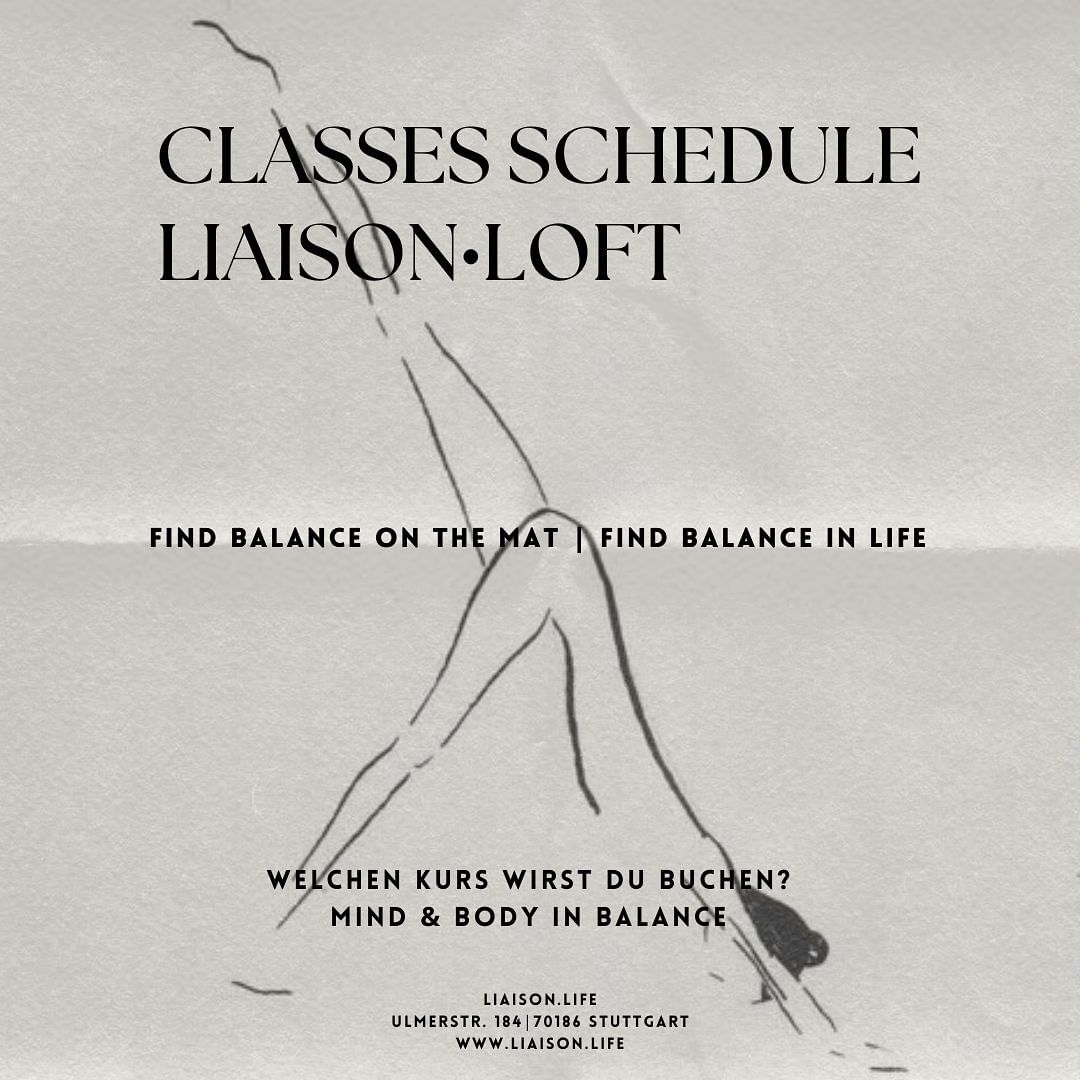 CLASSES SCHEDULE
LIAISON•LOFT
FIND BALANCE ON THE MAT | FIND BALANCE IN LIFE
WELCHEN KURS WIRST DU BUCHEN?
MIND & BODY IN BALANCE
LIAISON.LIFE
ULMERSTR. 184|70186 STUTTGART
WWW.LIAISON.LIFE